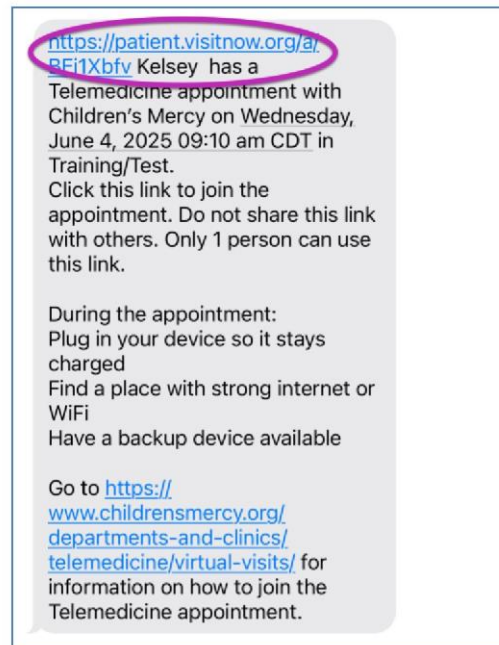 https://patient.visitnow.org/a/
BFj1Xbfv Kelsey  has a
Telemedicine appointment with
Children's Mercy on Wednesday,
June 4, 2025 09:10 am CDT in
Training/Test.
Click this link to join the
appointment. Do not share this link
with others. Only 1 person can use
this link.

During the appointment:
Plug in your device so it stays
charged
Find a place with strong internet or
WiFi
Have a backup device available

Go to https://
www.childrensmercy.org/
departments-and-clinics/
telemedicine/virtual-visits/ for
information on how to join the
Telemedicine appointment.